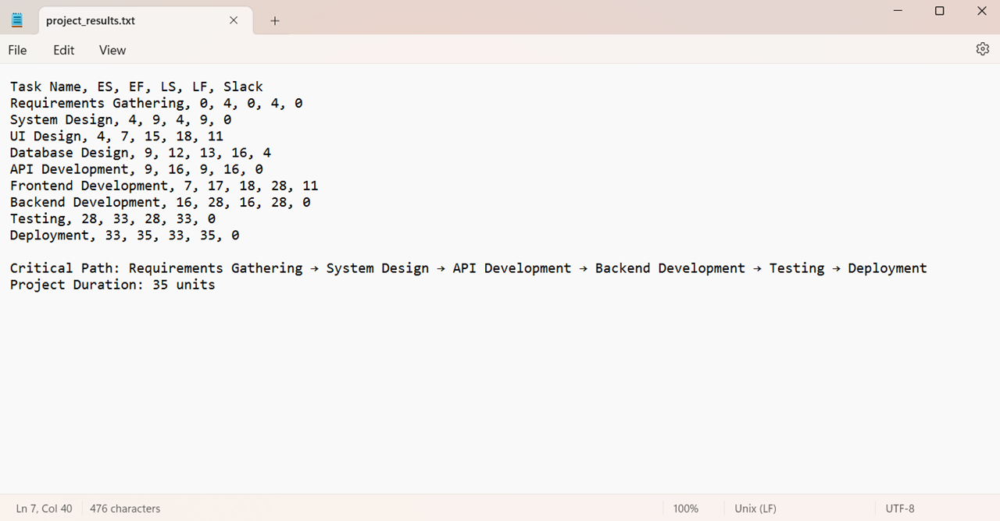 project_results.txt
File Edit View
Task Name, ES, EF, LS, LF, Slack
Requirements Gathering, 0, 4, 0, 4, 0
System Design, 4, 9, 4, 9, 0
UI Design, 4, 7, 15, 18, 11
Database Design, 9, 12, 13, 16, 4
API Development, 9, 16, 9, 16, 0
Frontend Development, 7, 17, 18, 28, 11
Backend Development, 16, 28, 16, 28, 0
Testing, 28, 33, 28, 33, 0
Deployment, 33, 35, 33, 35, 0
Critical Path: Requirements Gathering → System Design → API Development → Backend Development → Testing → Deployment
Project Duration: 35 units
Ln 7, Col 40 476 characters 100% Unix (LF) UTF-8